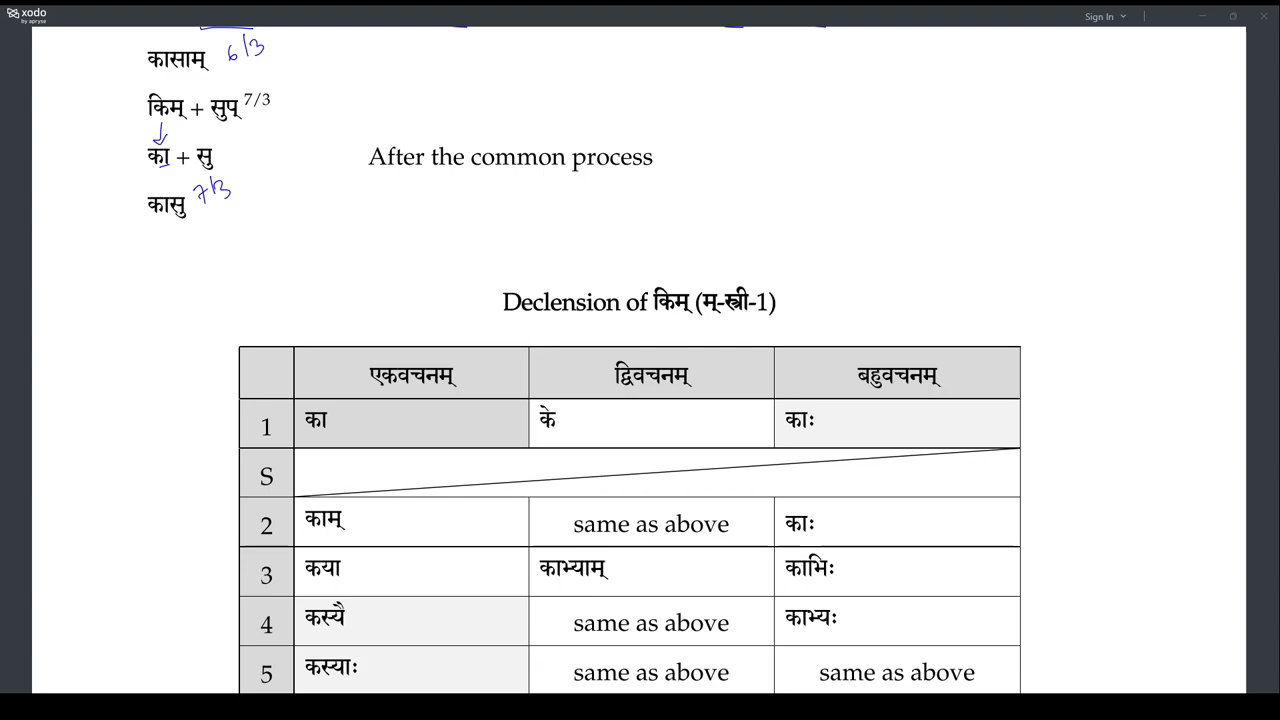 xodo
by apryse
Sign In
कासाम् 6/3
किम् + सुप् 7/3
का + सु After the common process
कासु 7/3
Declension of किम् (म्-स्त्री-1)
एकवचनम् द्विवचनम् बहुवचनम्
1 का के काः
S
2 काम् same as above काः
3 कया काभ्याम् काभिः
4 कस्यै same as above काभ्यः
5 कस्याः same as above same as above